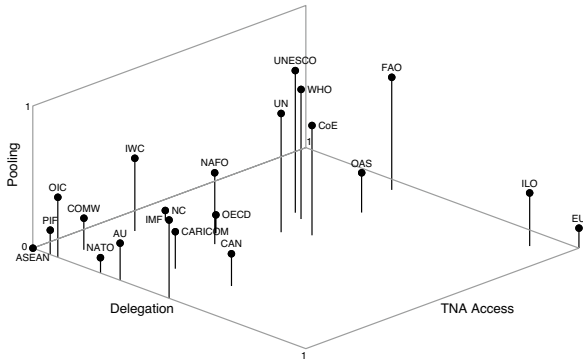 UNESCO
FAO
WHO
UN
1
CoE
1
IWC
NAFO
OAS
OIC
ILO
COMW
NC
OECD
EU
PIF
IMF
CARICOM
AU
0
NATO
CAN
ASEAN
Pooling
Delegation
TNA Access
1